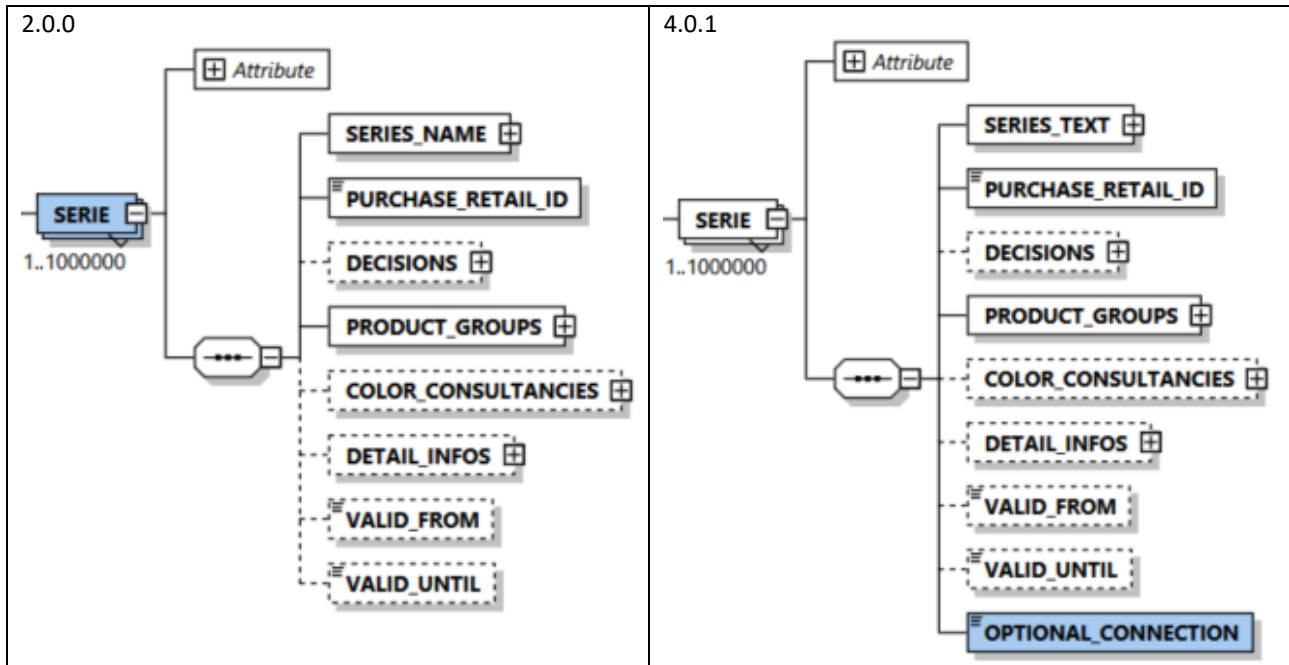 2.0.0
Attribute
SERIES_NAME
PURCHASE_RETAIL_ID
SERIE
1..1000000
DECISIONS
PRODUCT_GROUPS
COLOR_CONSULTANCIES
DETAIL_INFOS
VALID_FROM
VALID_UNTIL
4.0.1
Attribute
SERIES_TEXT
PURCHASE_RETAIL_ID
SERIE
1..1000000
DECISIONS
PRODUCT_GROUPS
COLOR_CONSULTANCIES
DETAIL_INFOS
VALID_FROM
VALID_UNTIL
OPTIONAL_CONNECTION